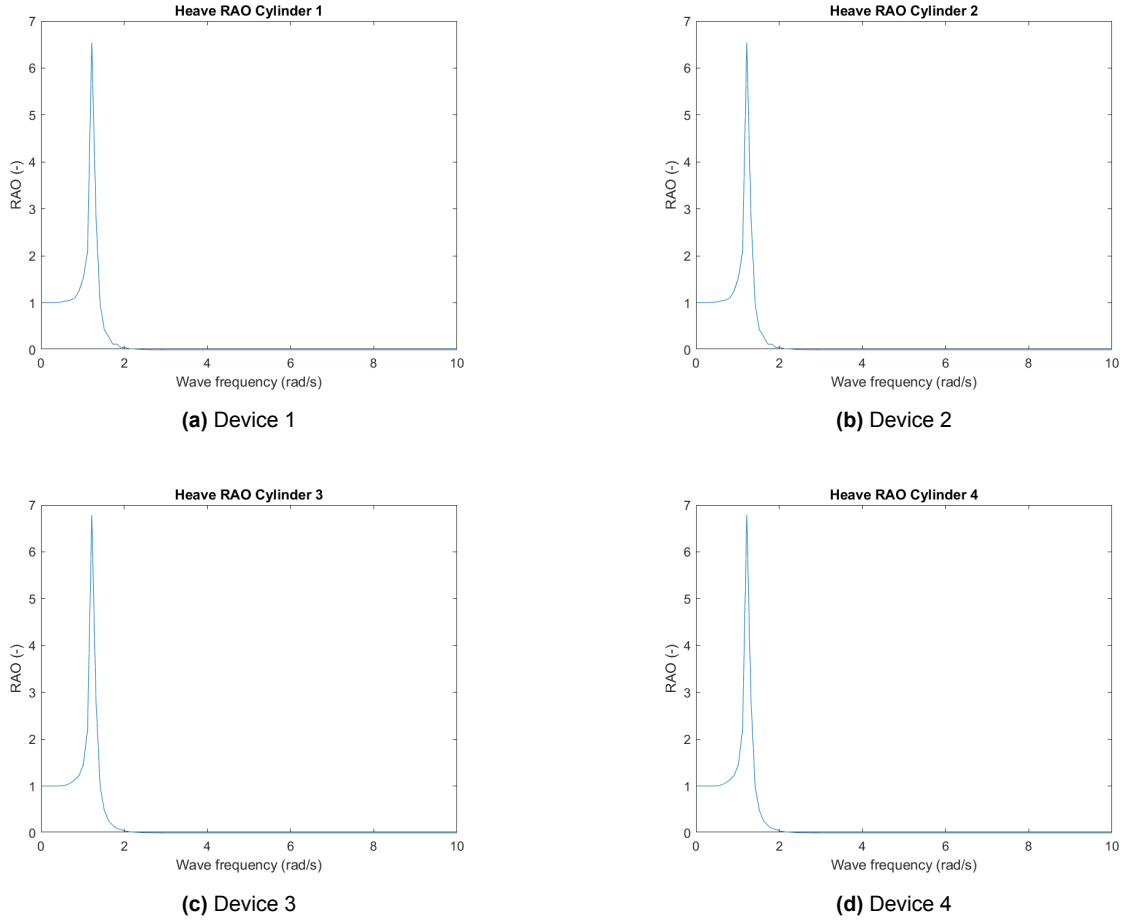 Heave RAO Cylinder 1
7
6
5
4
3
2
1
0
RAO (-)
0 2 4 6 8 10
Wave frequency (rad/s)
(a) Device 1
Heave RAO Cylinder 2
7
6
5
4
3
2
1
0
RAO (-)
0 2 4 6 8 10
Wave frequency (rad/s)
(b) Device 2
Heave RAO Cylinder 3
7
6
5
4
3
2
1
0
RAO (-)
0 2 4 6 8 10
Wave frequency (rad/s)
(c) Device 3
Heave RAO Cylinder 4
7
6
5
4
3
2
1
0
RAO (-)
0 2 4 6 8 10
Wave frequency (rad/s)
(d) Device 4